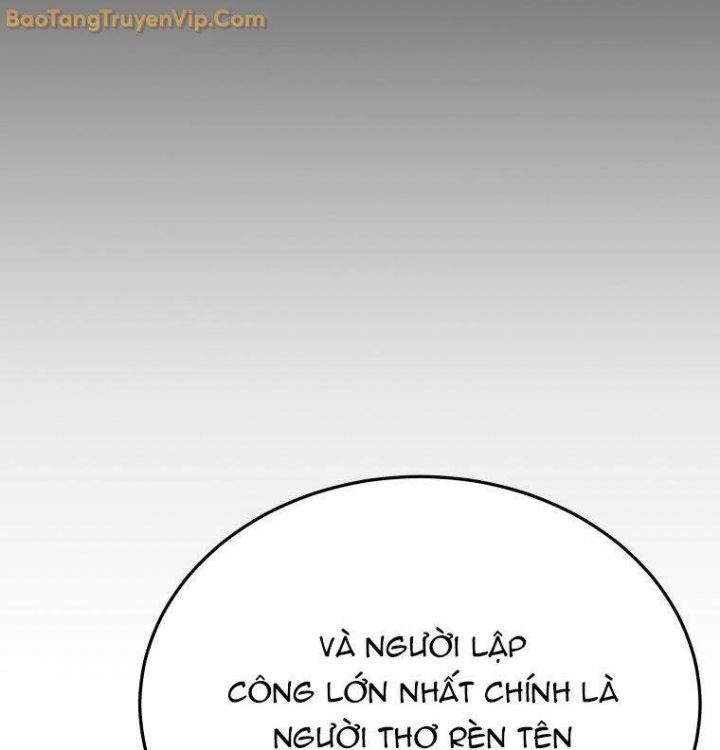 BaoTangTruyenVip.Com
VÀ NGƯỜI LẬP
CÔNG LỚN NHẤT CHÍNH LÀ
NGƯỜI THỢ RÈN TÊN